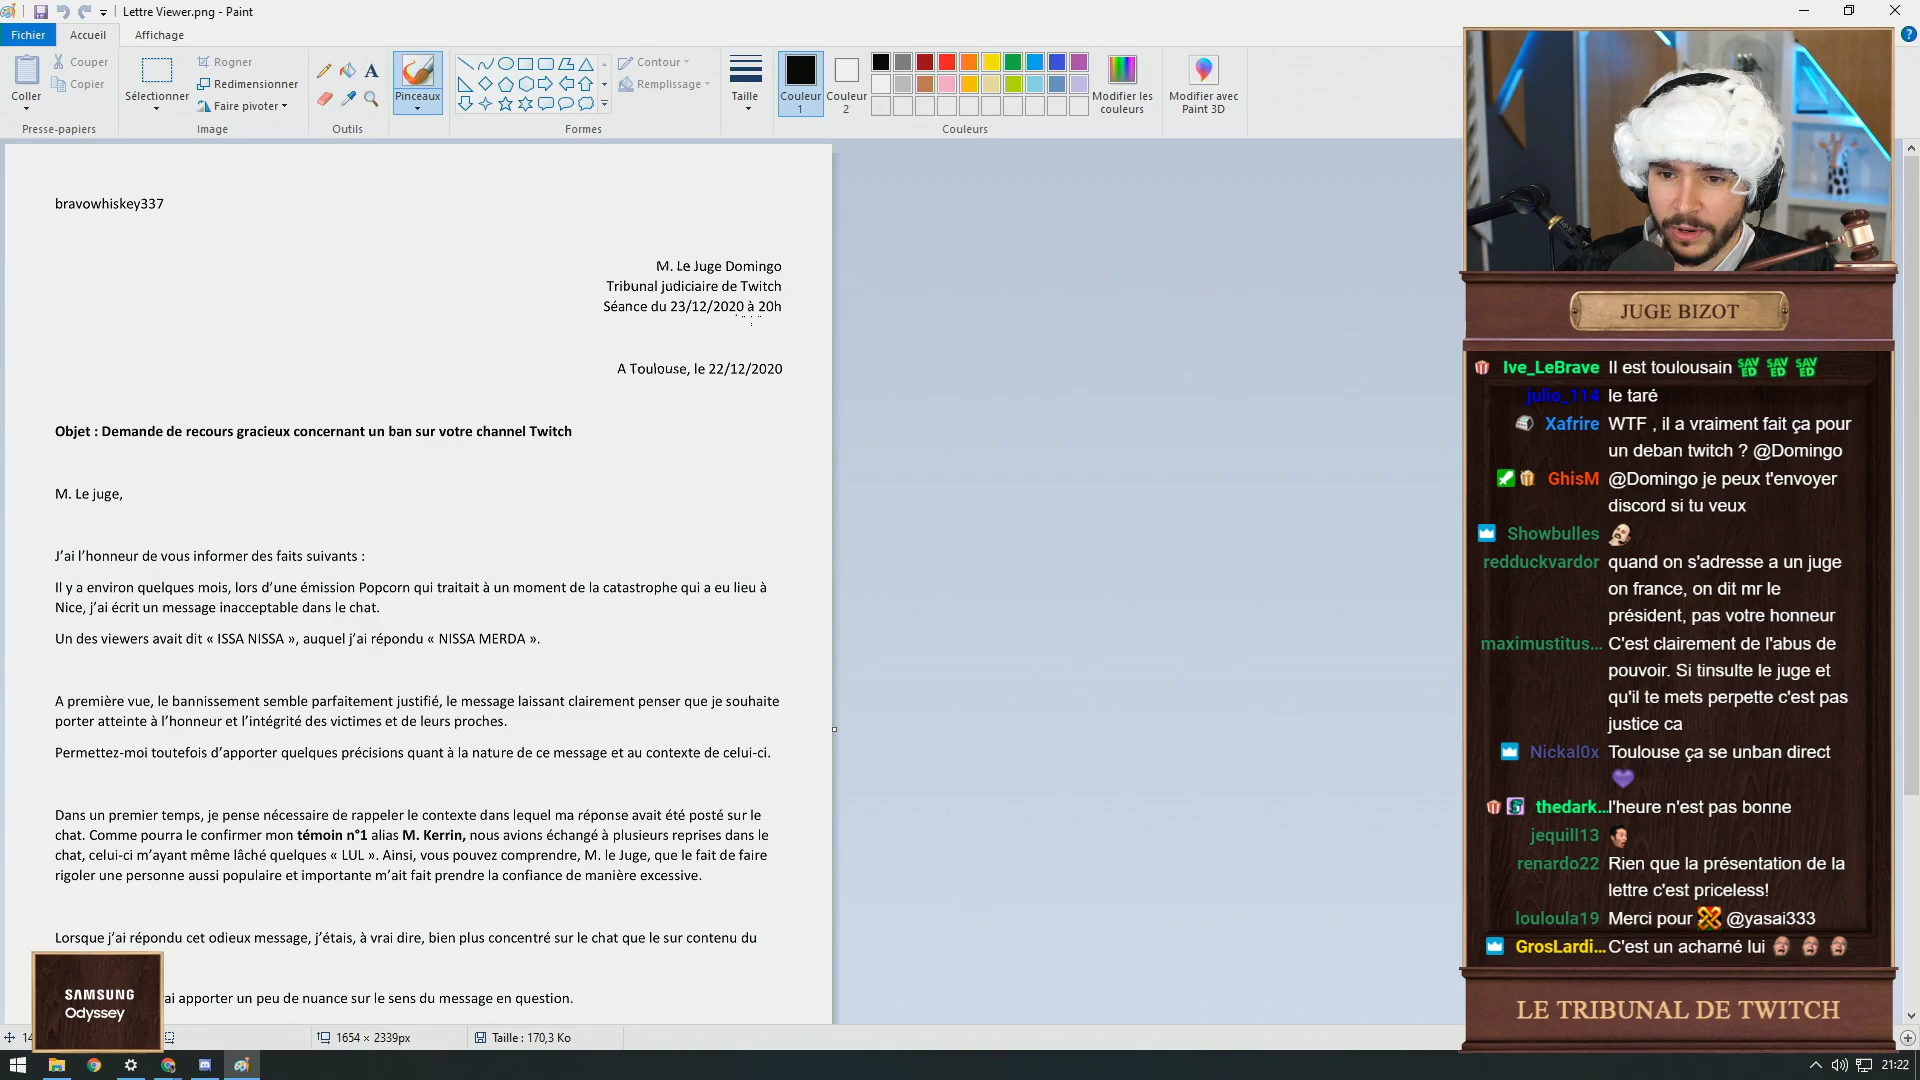 Lettre Viewer.png - Paint
Fichier
Accueil
Affichage
Coller
Couper
Copier
Presse-papiers
Sélectionner
Rogner
Redimensionner
Faire pivoter
Image
A
Outils
Pinceaux
Formes
Contour
Remplissage
Taille
Couleur 1
Couleur 2
Modifier les couleurs
Couleurs
Modifier avec Paint 3D
bravowhiskey337
M. Le Juge Domingo
Tribunal judiciaire de Twitch
Séance du 23/12/2020 à 20h
A Toulouse, le 22/12/2020
Objet : Demande de recours gracieux concernant un ban sur votre channel Twitch
M. Le juge,
J’ai l’honneur de vous informer des faits suivants :
Il y a environ quelques mois, lors d’une émission Popcorn qui traitait à un moment de la catastrophe qui a eu lieu à
Nice, j’ai écrit un message inacceptable dans le chat.
Un des viewers avait dit « ISSA NISSA », auquel j’ai répondu « NISSA MERDA ».
A première vue, le bannissement semble parfaitement justifié, le message laissant clairement penser que je souhaite
porter atteinte à l’honneur et l’intégrité des victimes et de leurs proches.
Permettez-moi toutefois d’apporter quelques précisions quant à la nature de ce message et au contexte de celui-ci.
Dans un premier temps, je pense nécessaire de rappeler le contexte dans lequel ma réponse avait été posté sur le
chat. Comme pourra le confirmer mon témoin n°1 alias M. Kerrin, nous avions échangé à plusieurs reprises dans le
chat, celui-ci m’ayant même lâché quelques « LUL ». Ainsi, vous pouvez comprendre, M. le Juge, que le fait de faire
rigoler une personne aussi populaire et importante m’ait fait prendre la confiance de manière excessive.
Lorsque j’ai répondu cet odieux message, j’étais, à vrai dire, bien plus concentré sur le chat que le sur contenu du
ai apporter un peu de nuance sur le sens du message en question.
SAMSUNG
Odyssey
14
1654 × 2339px
Taille : 170,3 Ko
21:22
?
JUGE BIZOT
Ive_LeBrave Il est toulousain SAVED SAVED SAVED
julio_114 le taré
Xafrire WTF , il a vraiment fait ça pour
un deban twitch ? @Domingo
GhisM @Domingo je peux t'envoyer
discord si tu veux
Showbulles
redduckvardor quand on s'adresse a un juge
on france, on dit mr le
président, pas votre honneur
maximustitus... C'est clairement de l'abus de
pouvoir. Si tinsulte le juge et
qu'il te mets perpette c'est pas
justice ca
Nickal0x Toulouse ça se unban direct
thedark... l'heure n'est pas bonne
jequill13
renardo22 Rien que la présentation de la
lettre c'est priceless!
louloula19 Merci pour @yasai333
GrosLardi... C'est un acharné lui
LE TRIBUNAL DE TWITCH